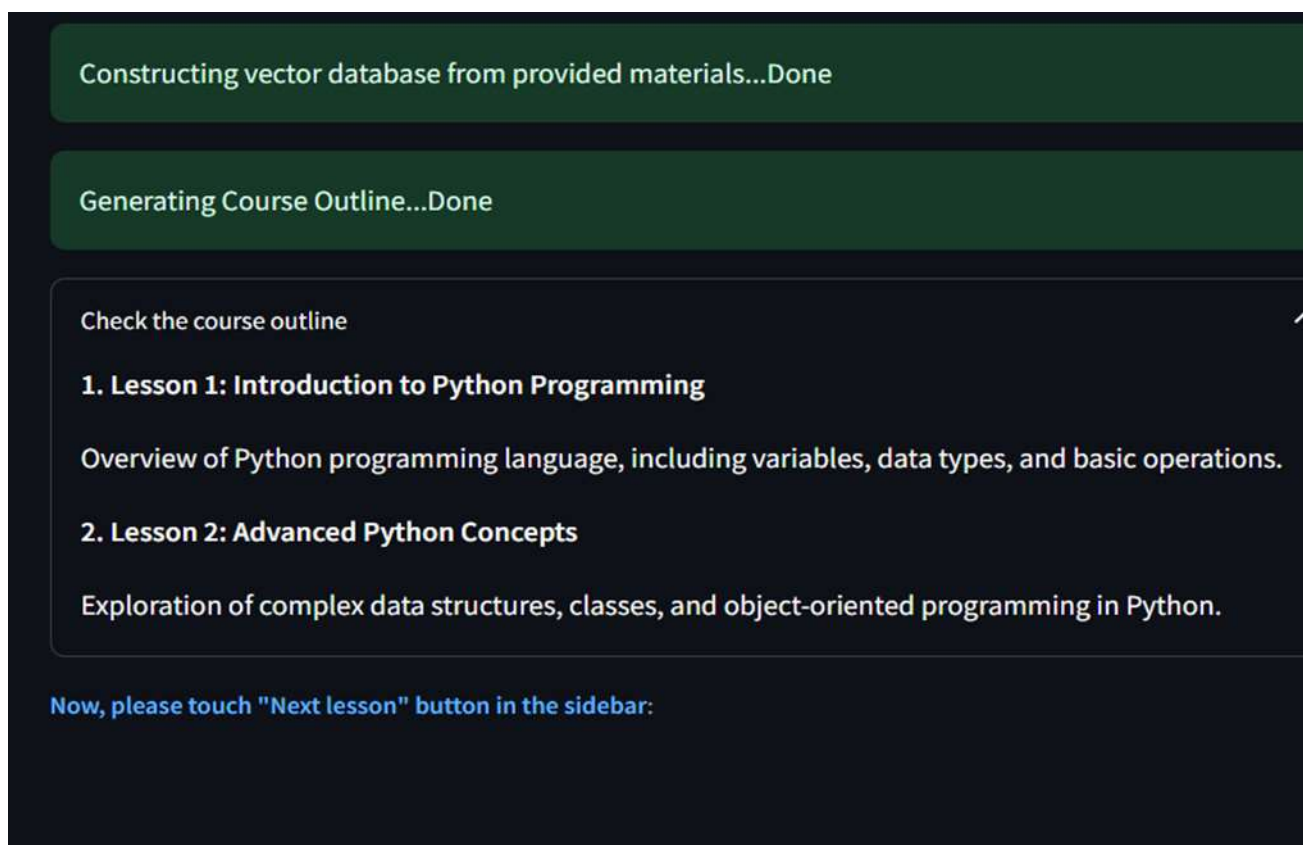 Constructing vector database from provided materials...Done
Generating Course Outline...Done
Check the course outline
1. Lesson 1: Introduction to Python Programming
Overview of Python programming language, including variables, data types, and basic operations.
2. Lesson 2: Advanced Python Concepts
Exploration of complex data structures, classes, and object-oriented programming in Python.
Now, please touch "Next lesson" button in the sidebar: